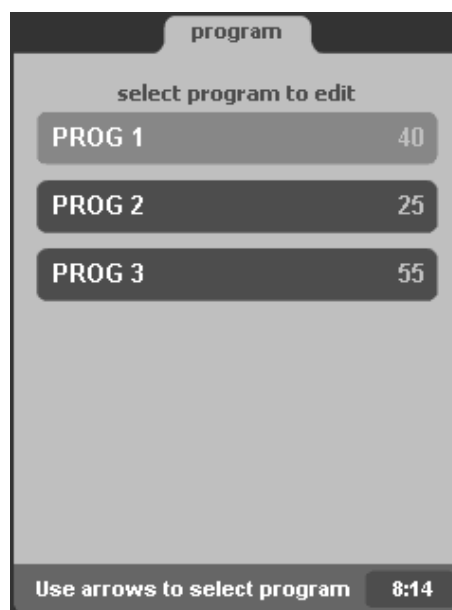 program
select program to edit
PROG 1 40
PROG 2 25
PROG 3 55
Use arrows to select program 8:14